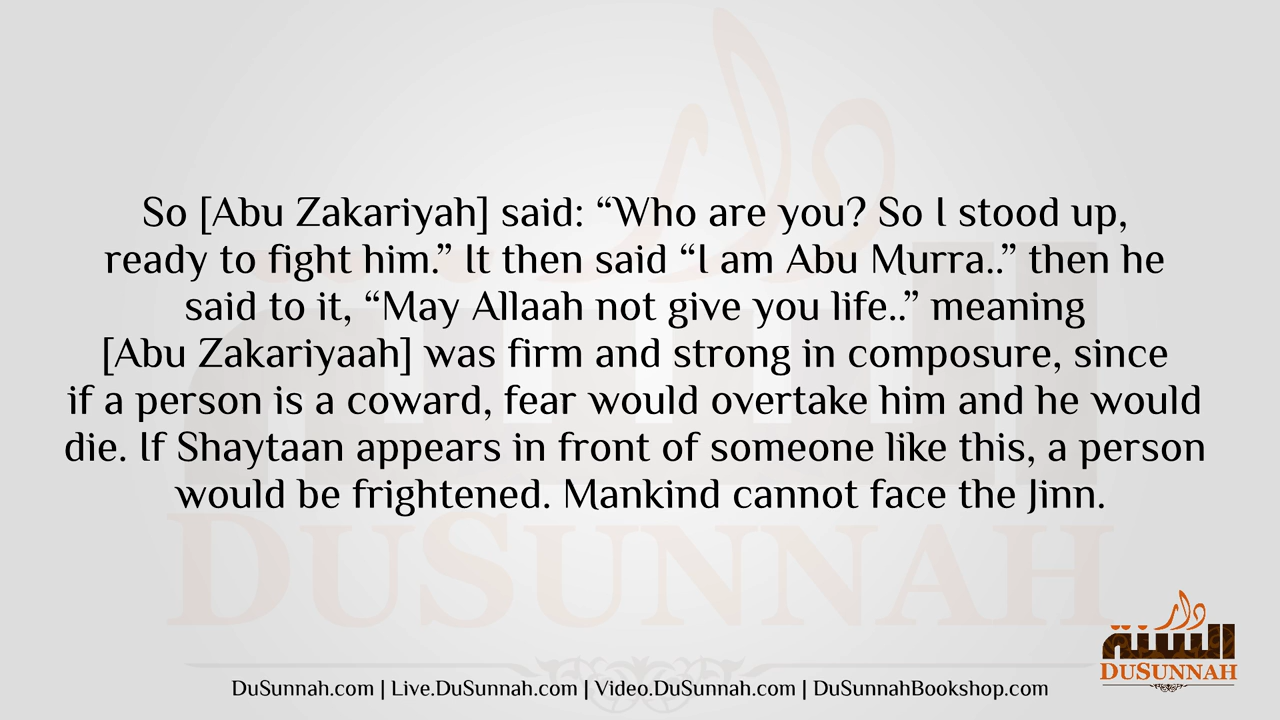 So [Abu Zakariyah] said: “Who are you? So I stood up,
ready to fight him.” It then said “I am Abu Murra..” then he
said to it, “May Allaah not give you life..” meaning
[Abu Zakariyaah] was firm and strong in composure, since
if a person is a coward, fear would overtake him and he would
die. If Shaytaan appears in front of someone like this, a person
would be frightened. Mankind cannot face the Jinn.
DUSUNNAH
دار
السنة
DUSUNNAH
DuSunnah.com | Live.DuSunnah.com | Video.DuSunnah.com | DuSunnahBookshop.com